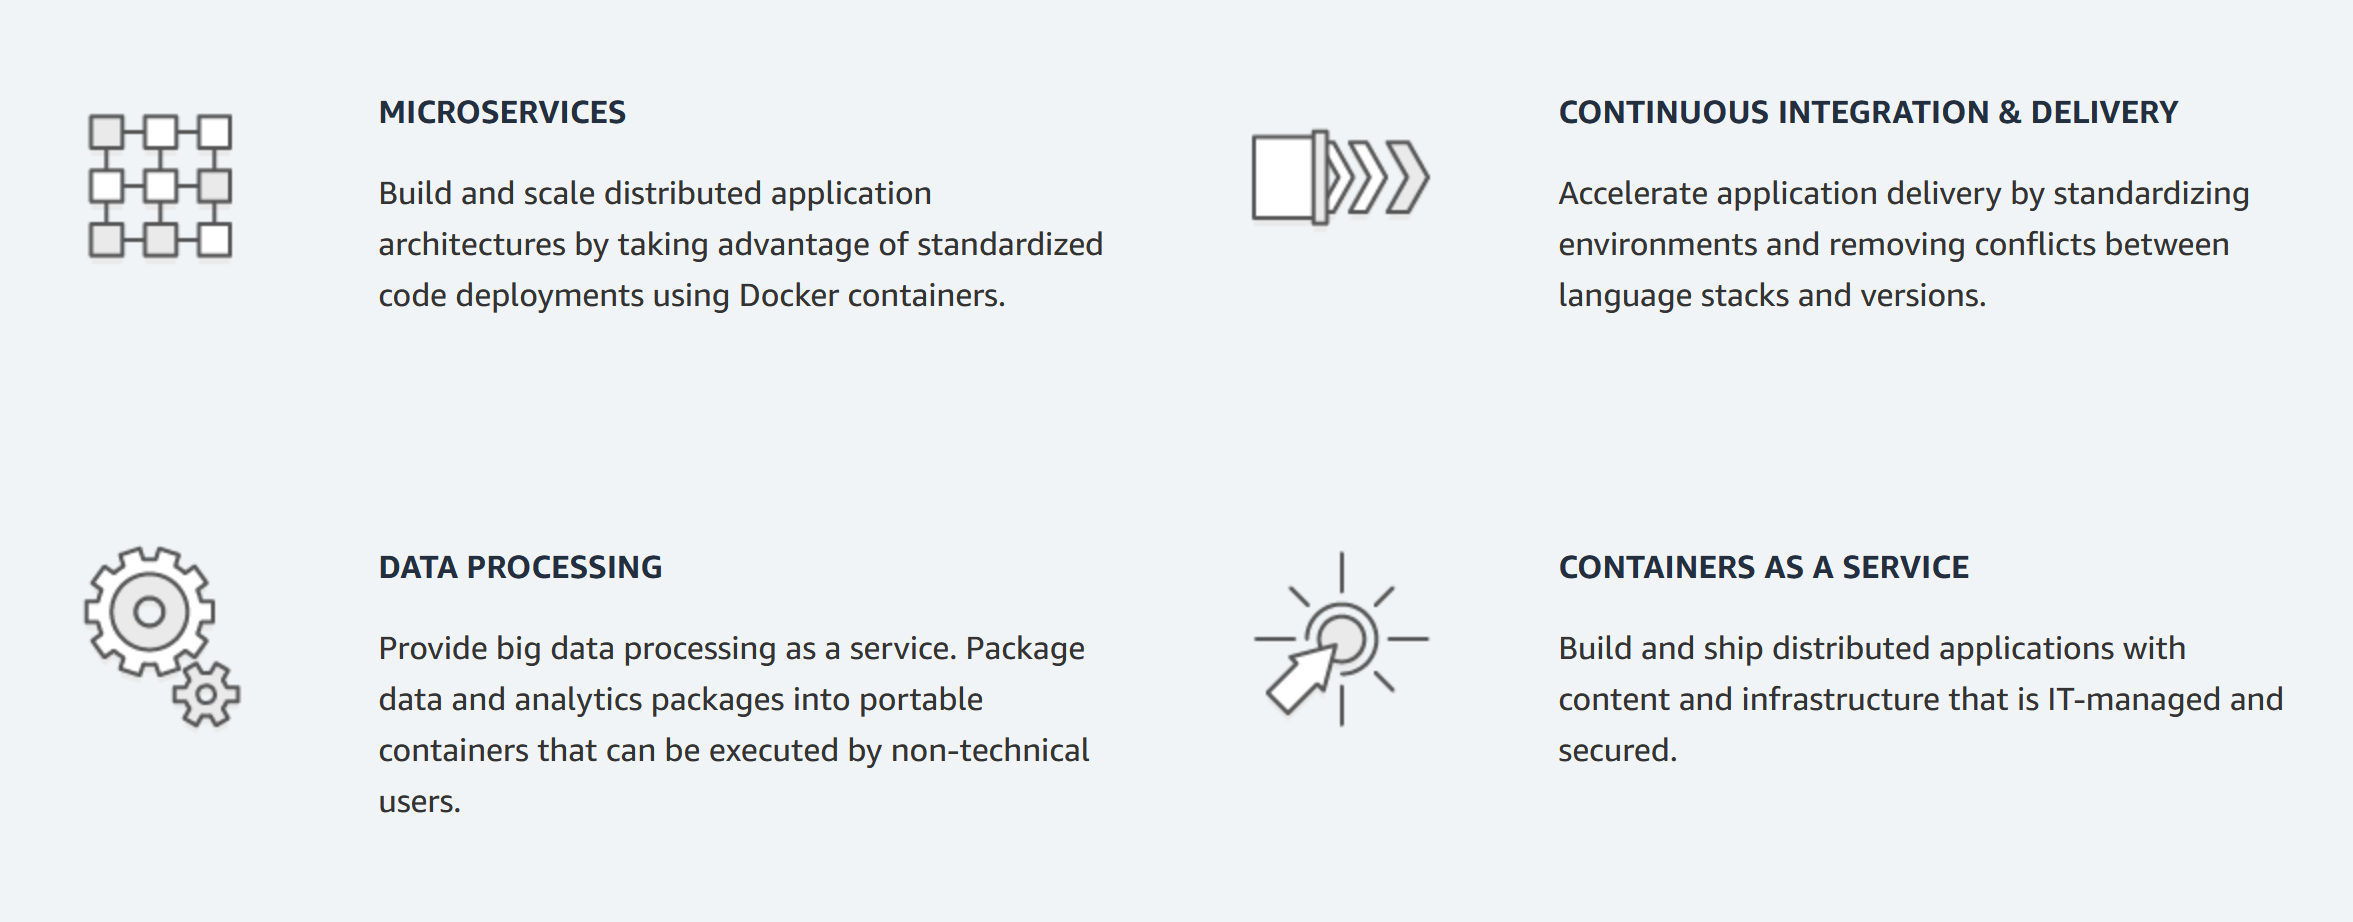 MICROSERVICES
Build and scale distributed application
architectures by taking advantage of standardized
code deployments using Docker containers.
CONTINUOUS INTEGRATION & DELIVERY
Accelerate application delivery by standardizing
environments and removing conflicts between
language stacks and versions.
DATA PROCESSING
Provide big data processing as a service. Package
data and analytics packages into portable
containers that can be executed by non-technical
users.
CONTAINERS AS A SERVICE
Build and ship distributed applications with
content and infrastructure that is IT-managed and
secured.